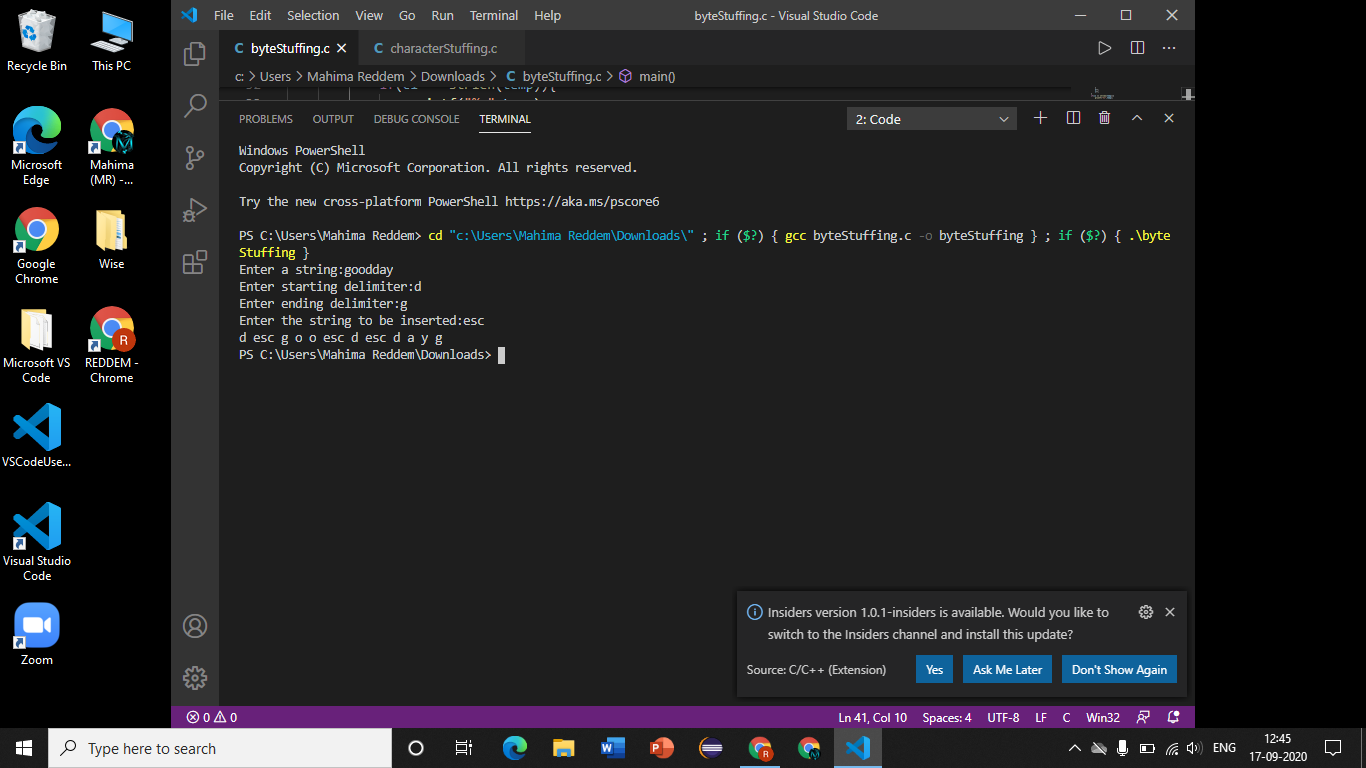 Recycle Bin
This PC
Microsoft
Edge
Mahima
(MR) -...
Google
Chrome
Wise
Microsoft VS
Code
REDDEM -
Chrome
VSCodeUse...
Visual Studio
Code
Zoom
File Edit Selection View Go Run Terminal Help
byteStuffing.c - Visual Studio Code
C byteStuffing.c
C characterStuffing.c
c: > Users > Mahima Reddem > Downloads > C byteStuffing.c > main()
PROBLEMS OUTPUT DEBUG CONSOLE TERMINAL
2: Code
Windows PowerShell
Copyright (C) Microsoft Corporation. All rights reserved.
Try the new cross-platform PowerShell https://aka.ms/pscore6
PS C:\Users\Mahima Reddem> cd "c:\Users\Mahima Reddem\Downloads\" ; if ($?) { gcc byteStuffing.c -o byteStuffing } ; if ($?) { .\byte
Stuffing }
Enter a string:goodday
Enter starting delimiter:d
Enter ending delimiter:g
Enter the string to be inserted:esc
d esc g o o esc d esc d a y g
PS C:\Users\Mahima Reddem\Downloads>
Insiders version 1.0.1-insiders is available. Would you like to
switch to the Insiders channel and install this update?
Source: C/C++ (Extension)
Yes
Ask Me Later
Don't Show Again
0 0
Ln 41, Col 10 Spaces: 4 UTF-8 LF C Win32
Type here to search
ENG
12:45
17-09-2020